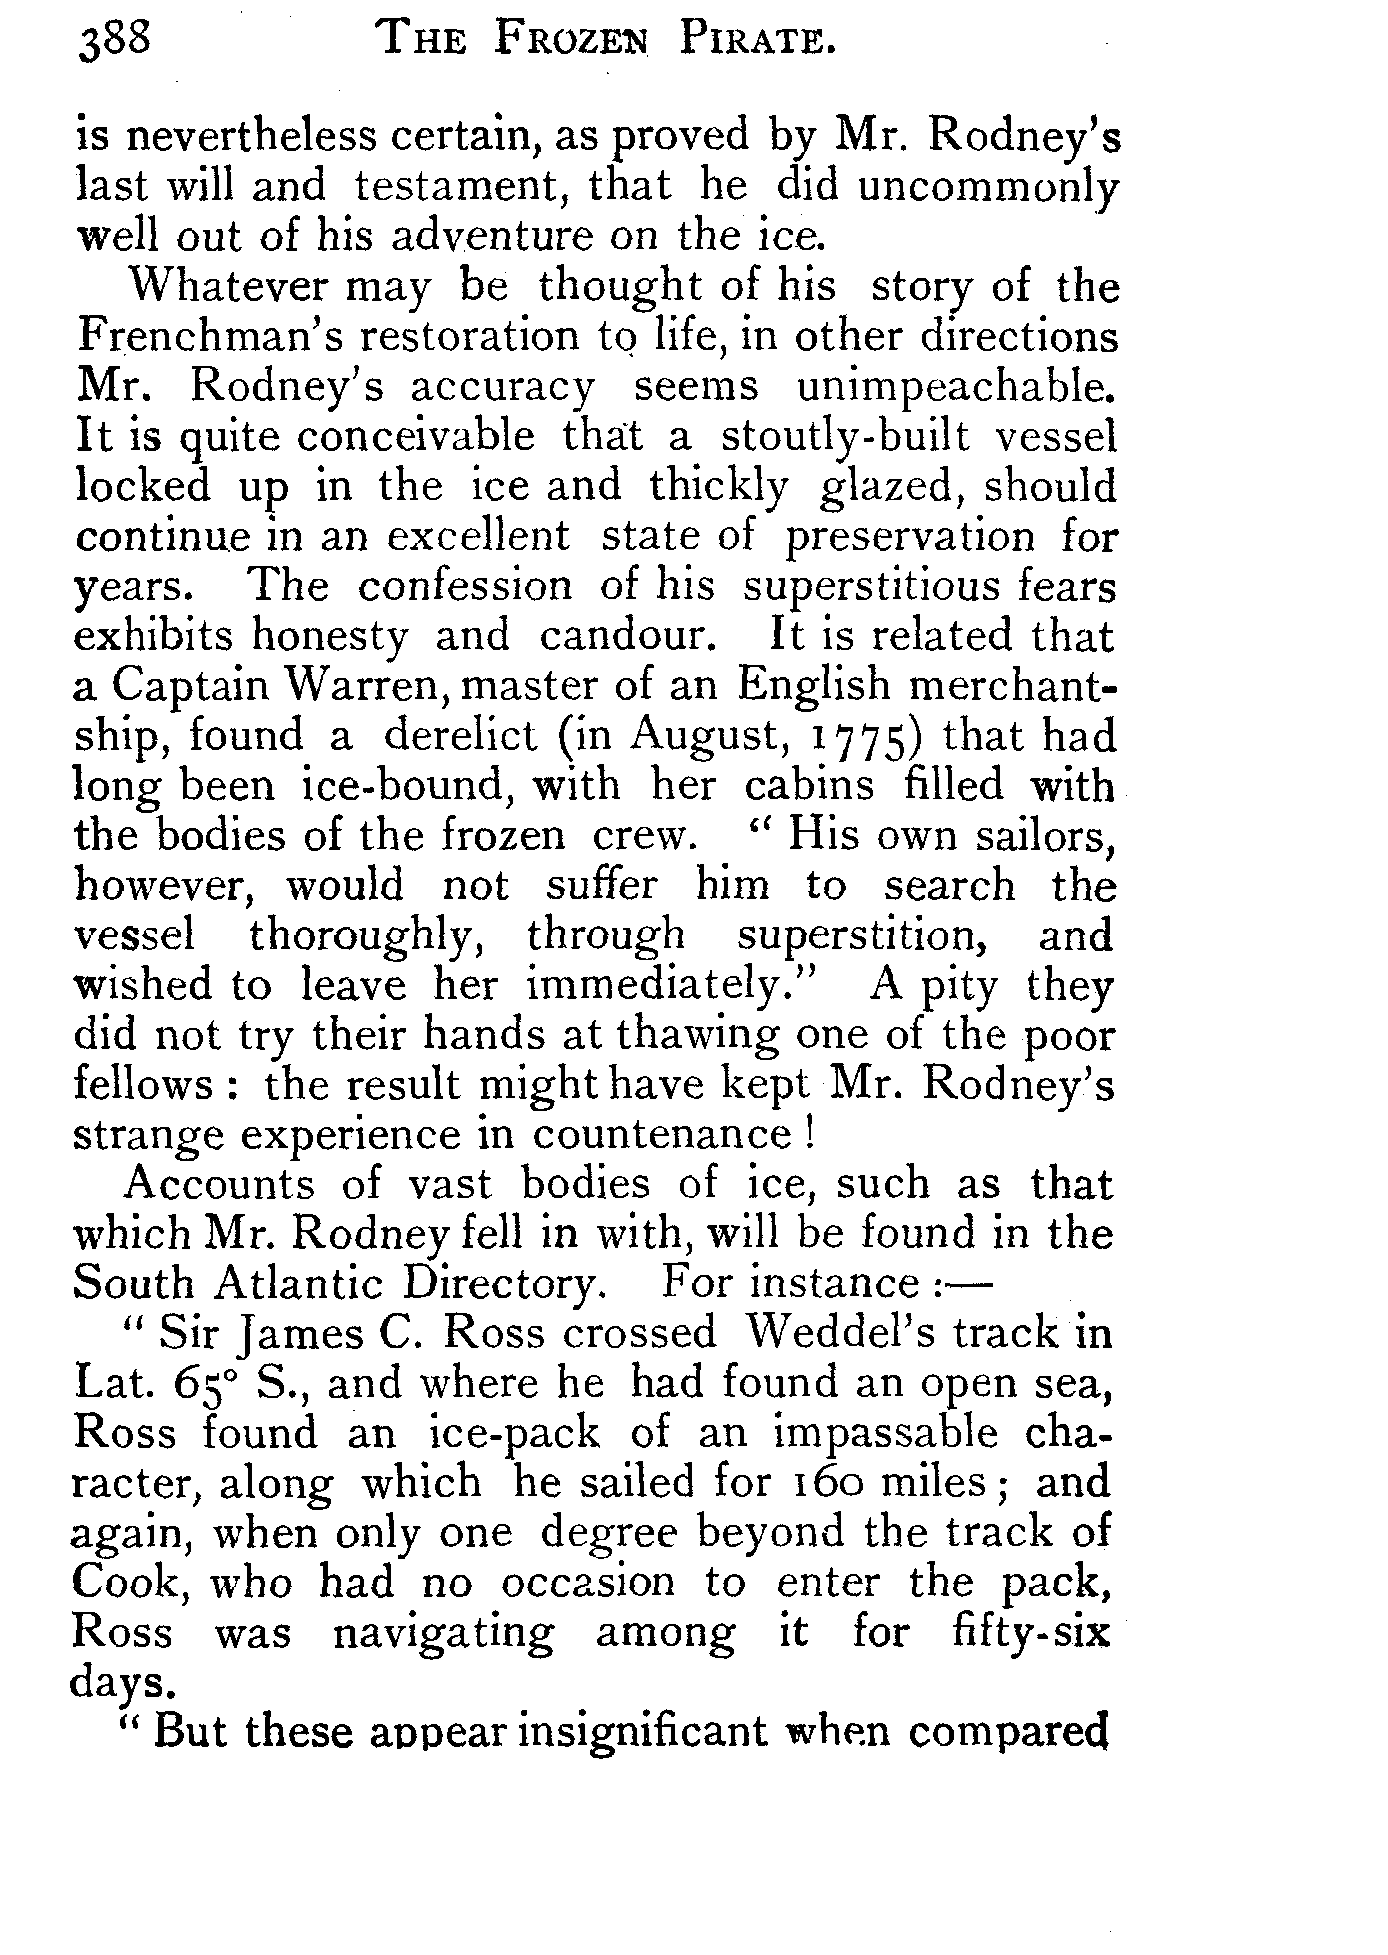 388 THE FROZEN PIRATE.
is nevertheless certain, as proved by Mr. Rodney's
last will and testament, that he did uncommonly
well out of his adventure on the ice.
Whatever may be thought of his story of the
Frenchman's restoration to life, in other directions
Mr. Rodney's accuracy seems unimpeachable.
It is quite conceivable that a stoutly-built vessel
locked up in the ice and thickly glazed, should
continue in an excellent state of preservation for
years. The confession of his superstitious fears
exhibits honesty and candour. It is related that
a Captain Warren, master of an English merchant-
ship, found a derelict (in August, 1775) that had
long been ice-bound, with her cabins filled with
the bodies of the frozen crew. “ His own sailors,
however, would not suffer him to search the
vessel thoroughly, through superstition, and
wished to leave her immediately.” A pity they
did not try their hands at thawing one of the poor
fellows : the result might have kept Mr. Rodney's
strange experience in countenance !
Accounts of vast bodies of ice, such as that
which Mr. Rodney fell in with, will be found in the
South Atlantic Directory. For instance :—
“ Sir James C. Ross crossed Weddel's track in
Lat. 65° S., and where he had found an open sea,
Ross found an ice-pack of an impassable cha-
racter, along which he sailed for 160 miles ; and
again, when only one degree beyond the track of
Cook, who had no occasion to enter the pack,
Ross was navigating among it for fifty-six
days.
“ But these appear insignificant when compared